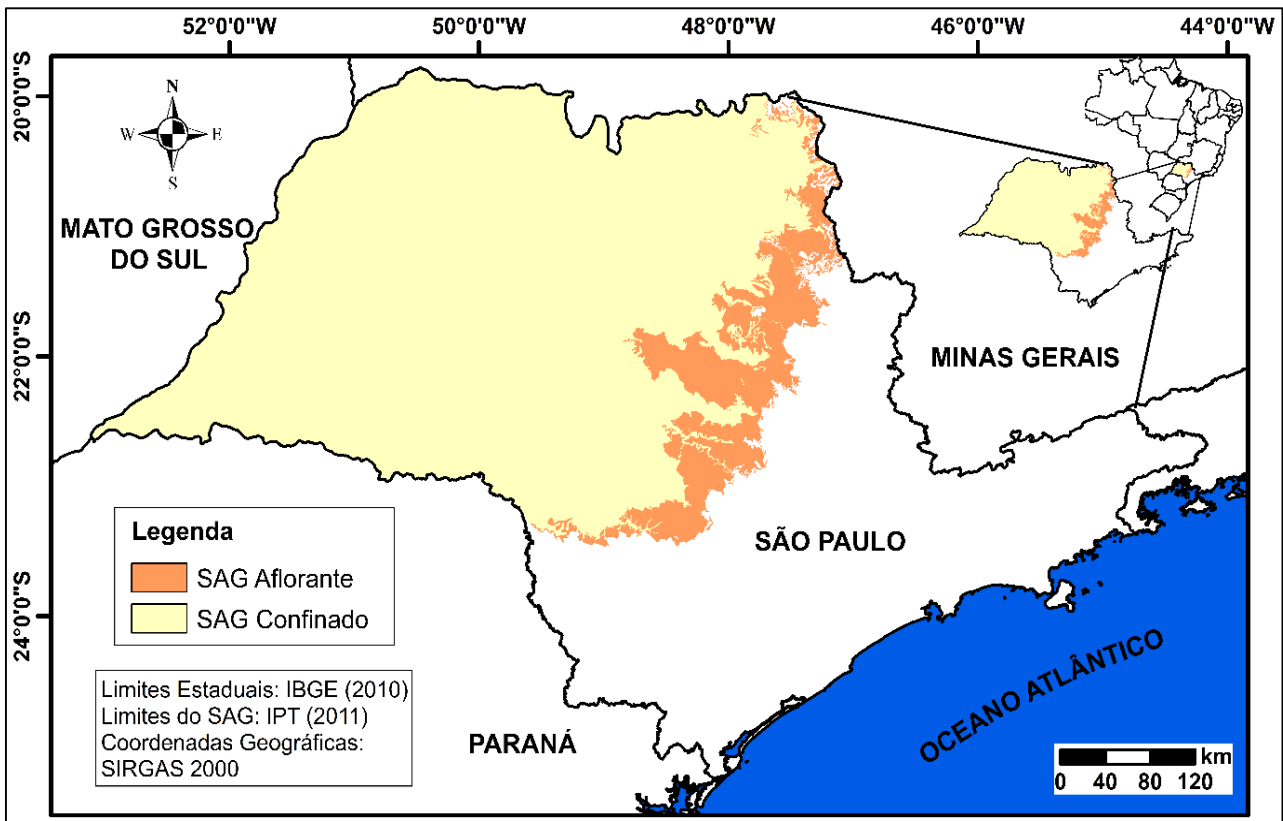 52°0'0"W 50°0'0"W 48°0'0"W 46°0'0"W 44°0'0"W
20°0'0"S
22°0'0"S
24°0'0"S
N
W E
S
MATO GROSSO
DO SUL
MINAS GERAIS
SÃO PAULO
PARANÁ
OCEANO ATLÂNTICO
Legenda
SAG Aflorante
SAG Confinado
Limites Estaduais: IBGE (2010)
Limites do SAG: IPT (2011)
Coordenadas Geográficas:
SIRGAS 2000
km
0 40 80 120